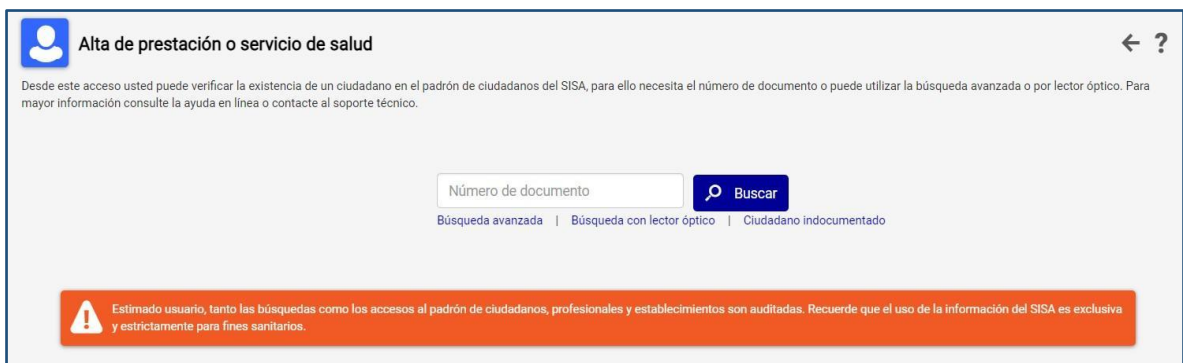 Alta de prestación o servicio de salud
?
Desde este acceso usted puede verificar la existencia de un ciudadano en el padrón de ciudadanos del SISA, para ello necesita el número de documento o puede utilizar la búsqueda avanzada o por lector óptico. Para
mayor información consulte la ayuda en línea o contacte al soporte técnico.
Número de documento
Buscar
Búsqueda avanzada | Búsqueda con lector óptico | Ciudadano indocumentado
Estimado usuario, tanto las búsquedas como los accesos al padrón de ciudadanos, profesionales y establecimientos son auditadas. Recuerde que el uso de la información del SISA es exclusiva
y estrictamente para fines sanitarios.